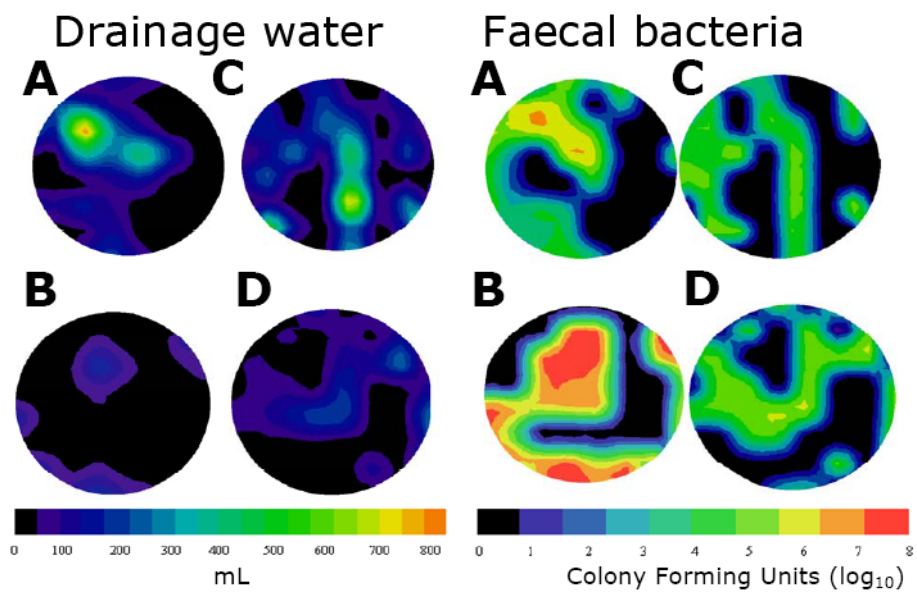 Drainage water
Faecal bacteria
A
C
A
C
B
D
B
D
0 100 200 300 400 500 600 700 800
mL
0 1 2 3 4 5 6 7 8
Colony Forming Units (log₁₀)